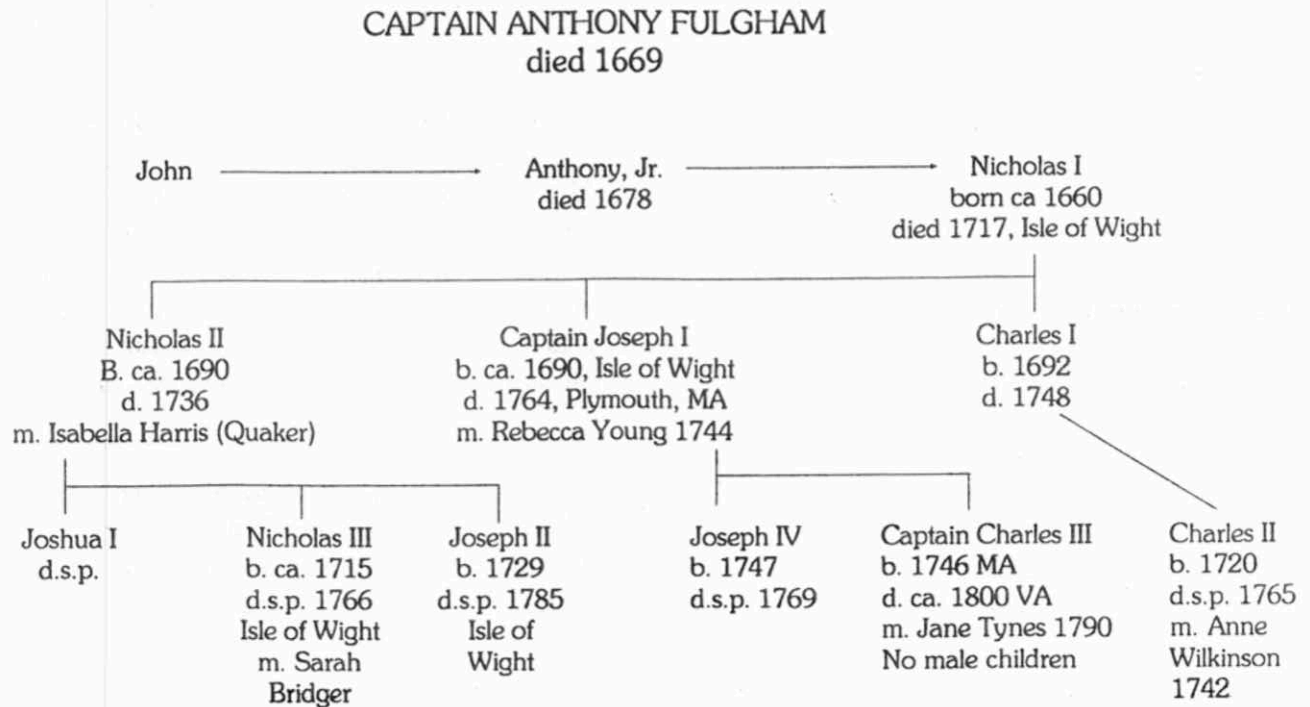 CAPTAIN ANTHONY FULGHAM
died 1669
John
Anthony, Jr.
died 1678
Nicholas I
born ca 1660
died 1717, Isle of Wight
Nicholas II
B. ca. 1690
d. 1736
m. Isabella Harris (Quaker)
Captain Joseph I
b. ca. 1690, Isle of Wight
d. 1764, Plymouth, MA
m. Rebecca Young 1744
Charles I
b. 1692
d. 1748
Joshua I
d.s.p.
Nicholas III
b. ca. 1715
d.s.p. 1766
Isle of Wight
m. Sarah
Bridger
Joseph II
b. 1729
d.s.p. 1785
Isle of
Wight
Joseph IV
b. 1747
d.s.p. 1769
Captain Charles III
b. 1746 MA
d. ca. 1800 VA
m. Jane Tynes 1790
No male children
Charles II
b. 1720
d.s.p. 1765
m. Anne
Wilkinson
1742